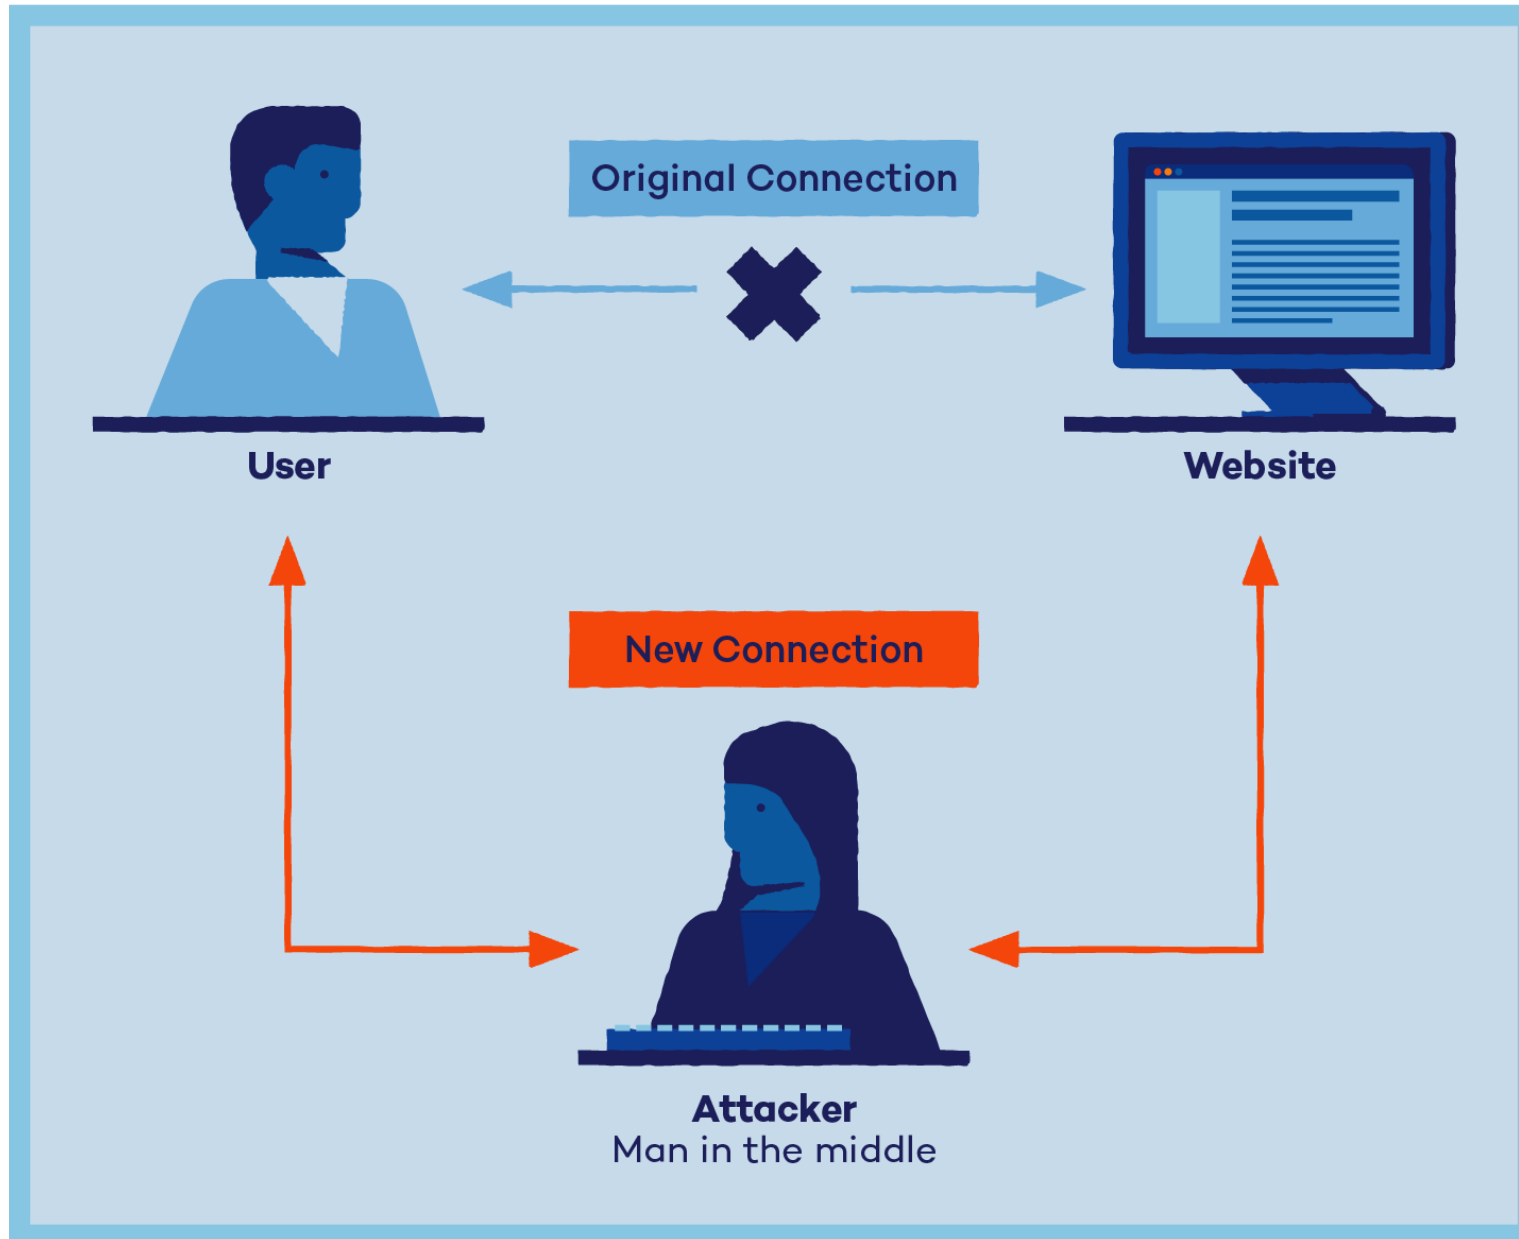 Original Connection
User
Website
New Connection
Attacker
Man in the middle